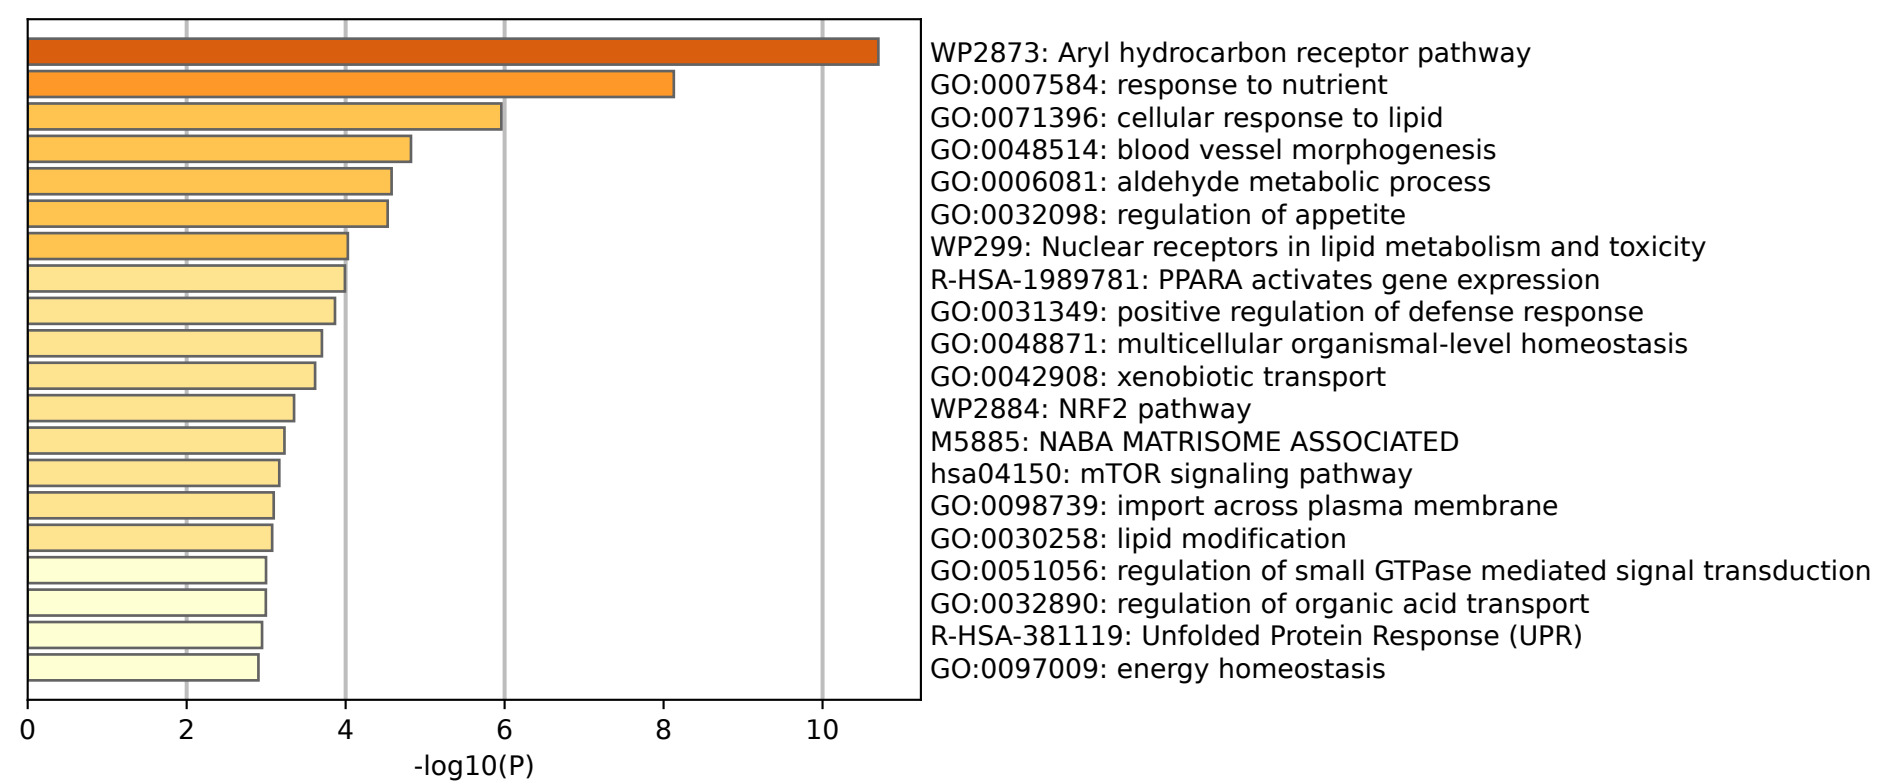 WP2873: Aryl hydrocarbon receptor pathway
GO:0007584: response to nutrient
GO:0071396: cellular response to lipid
GO:0048514: blood vessel morphogenesis
GO:0006081: aldehyde metabolic process
GO:0032098: regulation of appetite
WP299: Nuclear receptors in lipid metabolism and toxicity
R-HSA-1989781: PPARA activates gene expression
GO:0031349: positive regulation of defense response
GO:0048871: multicellular organismal-level homeostasis
GO:0042908: xenobiotic transport
WP2884: NRF2 pathway
M5885: NABA MATRISOME ASSOCIATED
hsa04150: mTOR signaling pathway
GO:0098739: import across plasma membrane
GO:0030258: lipid modification
GO:0051056: regulation of small GTPase mediated signal transduction
GO:0032890: regulation of organic acid transport
R-HSA-381119: Unfolded Protein Response (UPR)
GO:0097009: energy homeostasis
0 2 4 6 8 10
-log10(P)